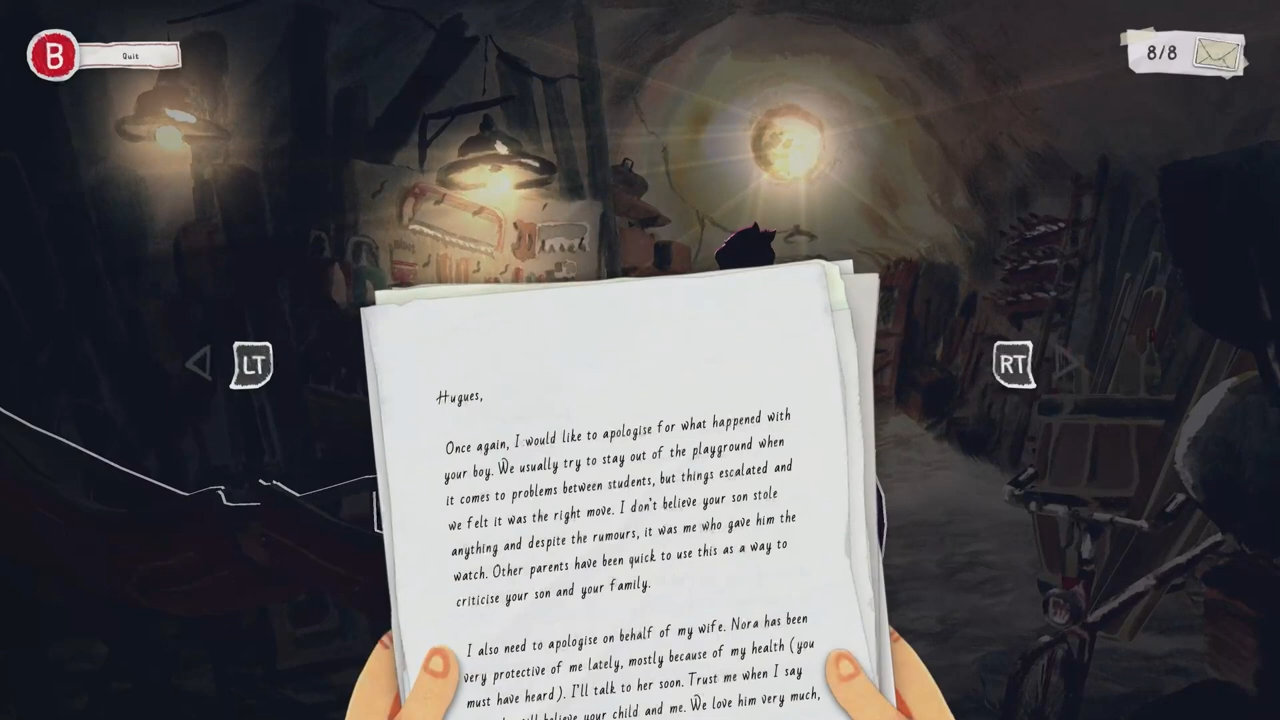 B
Quit
8/8
LT
RT
Hugues,
Once again, I would like to apologise for what happened with
your boy. We usually try to stay out of the playground when
it comes to problems between students, but things escalated and
we felt it was the right move. I don't believe your son stole
anything and despite the rumours, it was me who gave him the
watch. Other parents have been quick to use this as a way to
criticise your son and your family.
I also need to apologise on behalf of my wife. Nora has been
very protective of me lately, mostly because of my health (you
must have heard). I'll talk to her soon. Trust me when I say
believe your child and me. We love him very much,